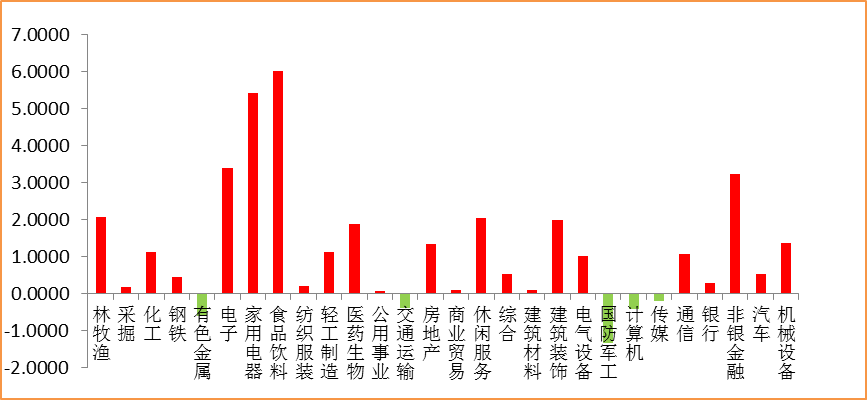 7.0000
6.0000
5.0000
4.0000
3.0000
2.0000
1.0000
0.0000
-1.0000
-2.0000
林牧渔
采掘
化工
钢铁
有色金属
电子
家用电器
食品饮料
纺织服装
轻工制造
医药生物
公用事业
交通运输
房地产
商业贸易
休闲服务
综合
建筑材料
建筑装饰
电气设备
国防军工
计算机
传媒
通信
银行
非银金融
汽车
机械设备